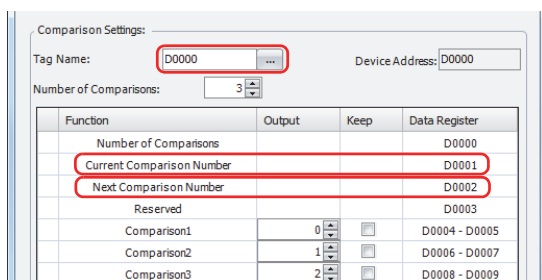 Comparison Settings:
Tag Name: D0000 ... Device Address: D0000
Number of Comparisons: 3
Function Output Keep Data Register
Number of Comparisons D0000
Current Comparison Number D0001
Next Comparison Number D0002
Reserved D0003
Comparison1 0 D0004 - D0005
Comparison2 1 D0006 - D0007
Comparison3 2 D0008 - D0009